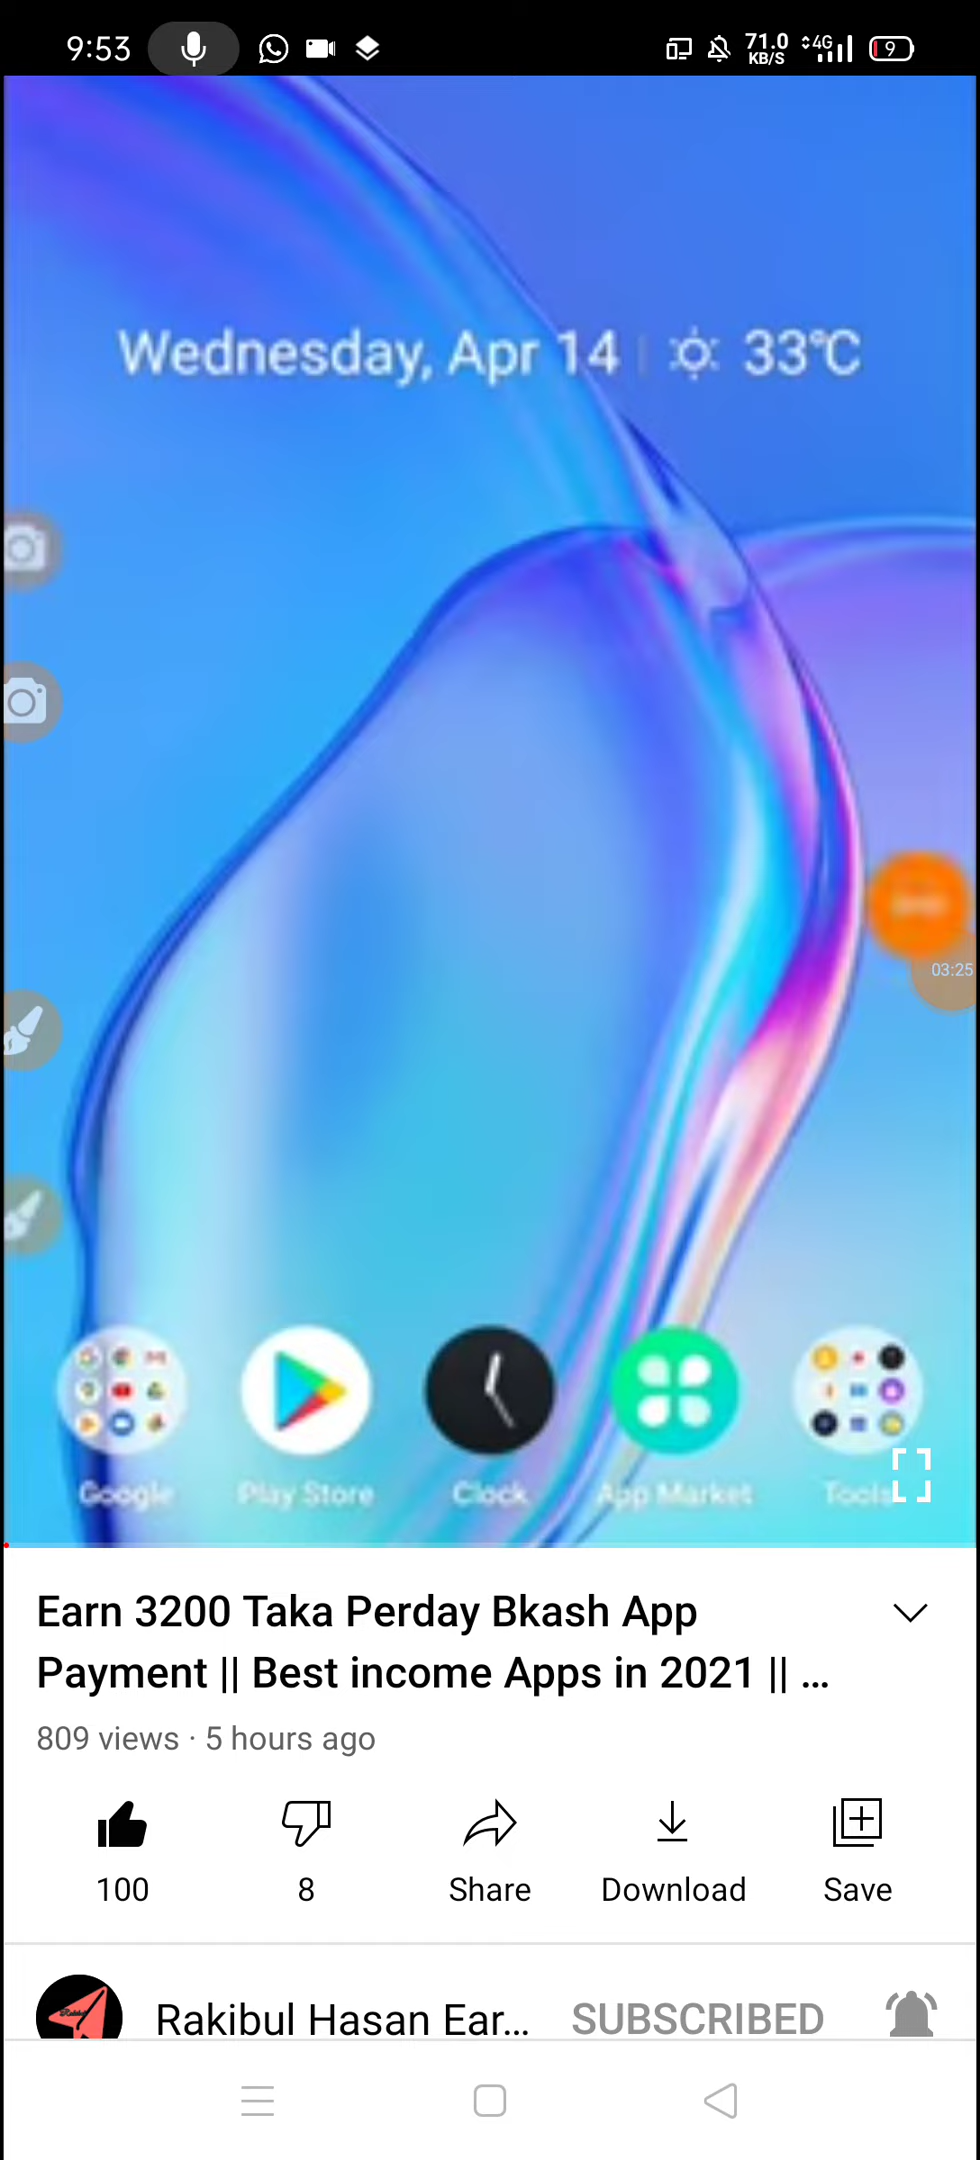 9:53
71.0
KB/S
4G
9
Wednesday, Apr 14 | 33°C
03:25
Google
Play Store
Clock
App Market
Tools
Earn 3200 Taka Perday Bkash App
Payment || Best income Apps in 2021 || ...
809 views · 5 hours ago
100
8
Share
Download
Save
Rakibul Hasan Ear...
SUBSCRIBED